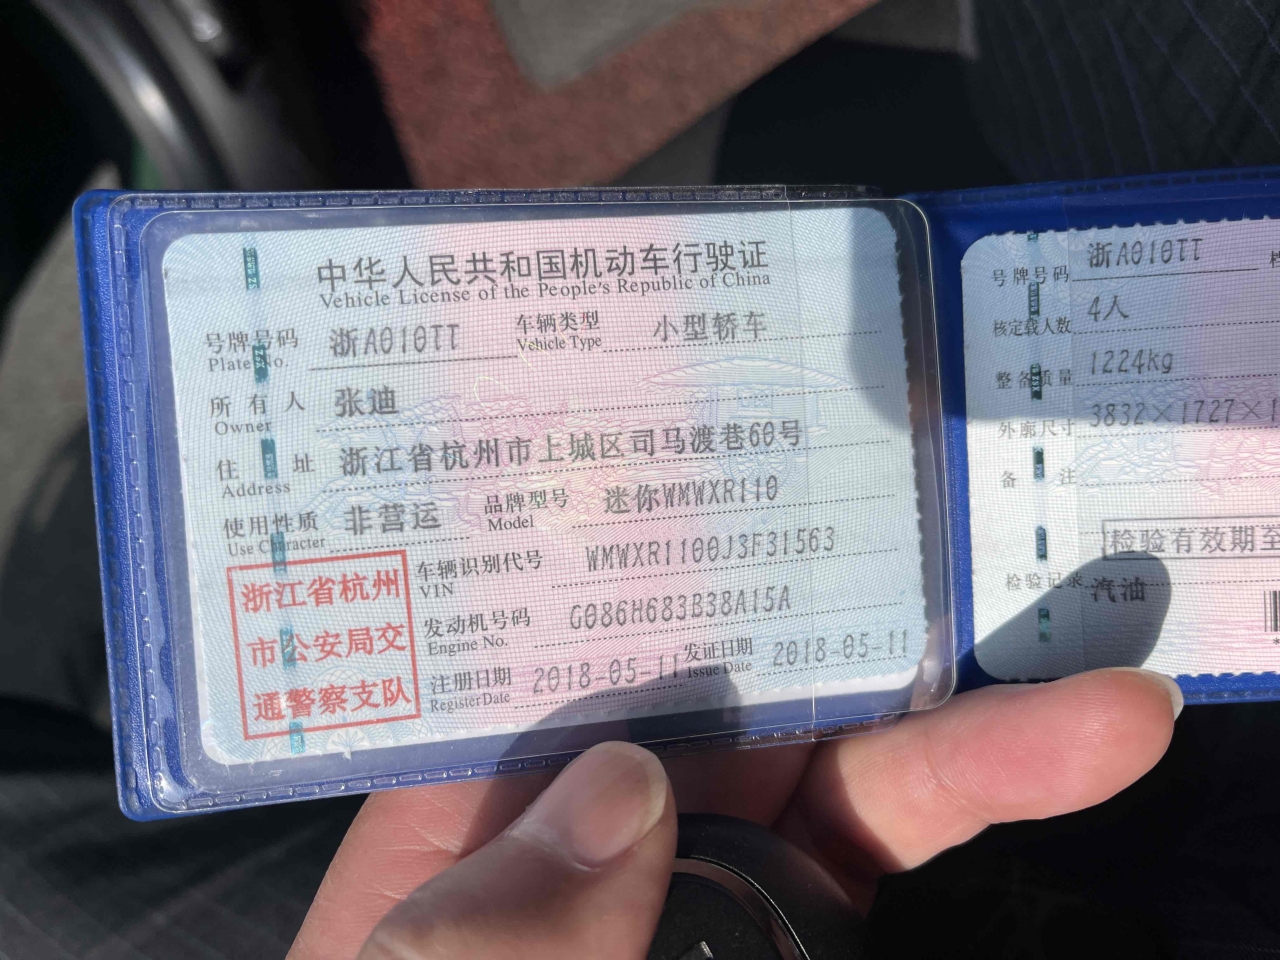 中华人民共和国机动车行驶证
Vehicle License of the People's Republic of China
号牌号码 浙A010TT 车辆类型 小型轿车
Plate No. Vehicle Type
所有人 张迪
Owner
住址 浙江省杭州市上城区司马渡巷60号
Address
使用性质 非营运 品牌型号 迷你WMWXR110
Use Character Model
浙江省杭州
市公安局交
通警察支队
车辆识别代号 WMWXR1100J3F31563
VIN
发动机号码 G086H683B38A15A
Engine No.
注册日期 2018-05-11 发证日期 2018-05-11
Register Date Issue Date
号牌号码 浙A010TT
核定载人数 4人
整备质量 1224kg
外廓尺寸 3832×1727×1
备注
检验有效期至
检验记录 汽油